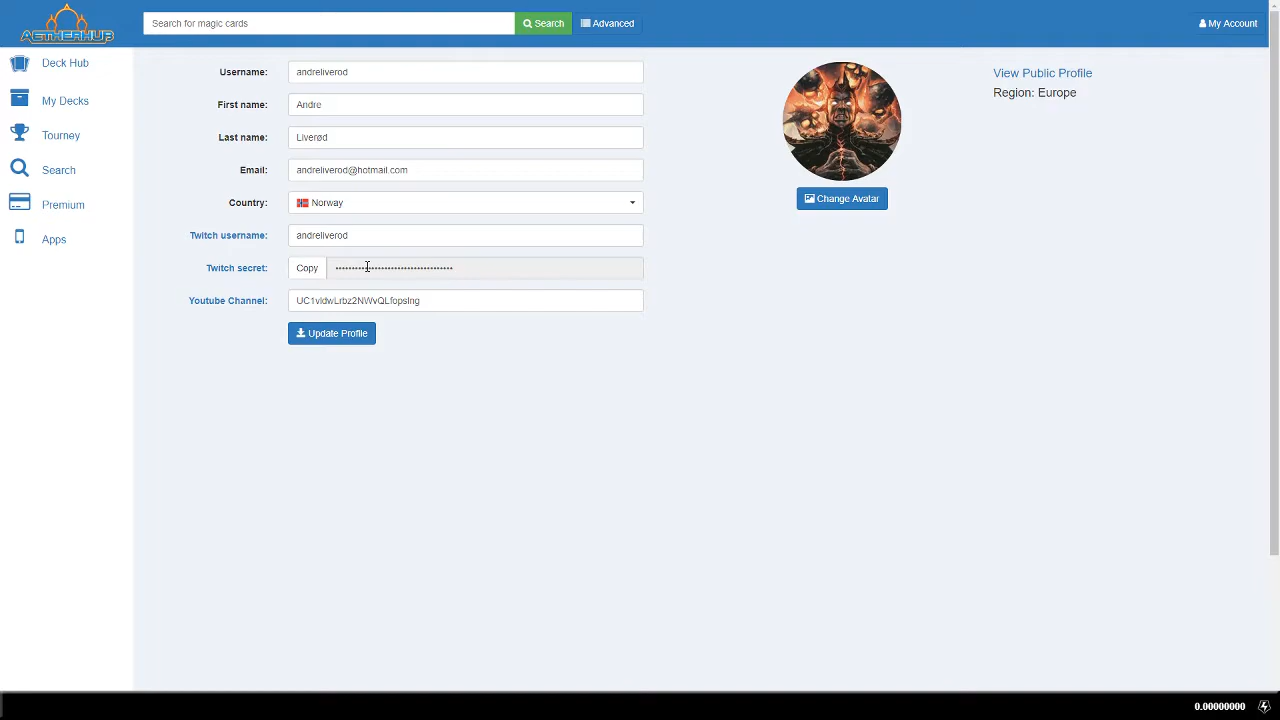 AETHERHUB
Search for magic cards
Search
Advanced
My Account
Deck Hub
My Decks
Tourney
Search
Premium
Apps
Username:
andreliverod
First name:
Andre
Last name:
Liverød
Email:
andreliverod@hotmail.com
Country:
Norway
Twitch username:
andreliverod
Twitch secret:
Copy
Youtube Channel:
Update Profile
Change Avatar
View Public Profile
Region: Europe
0.00000000